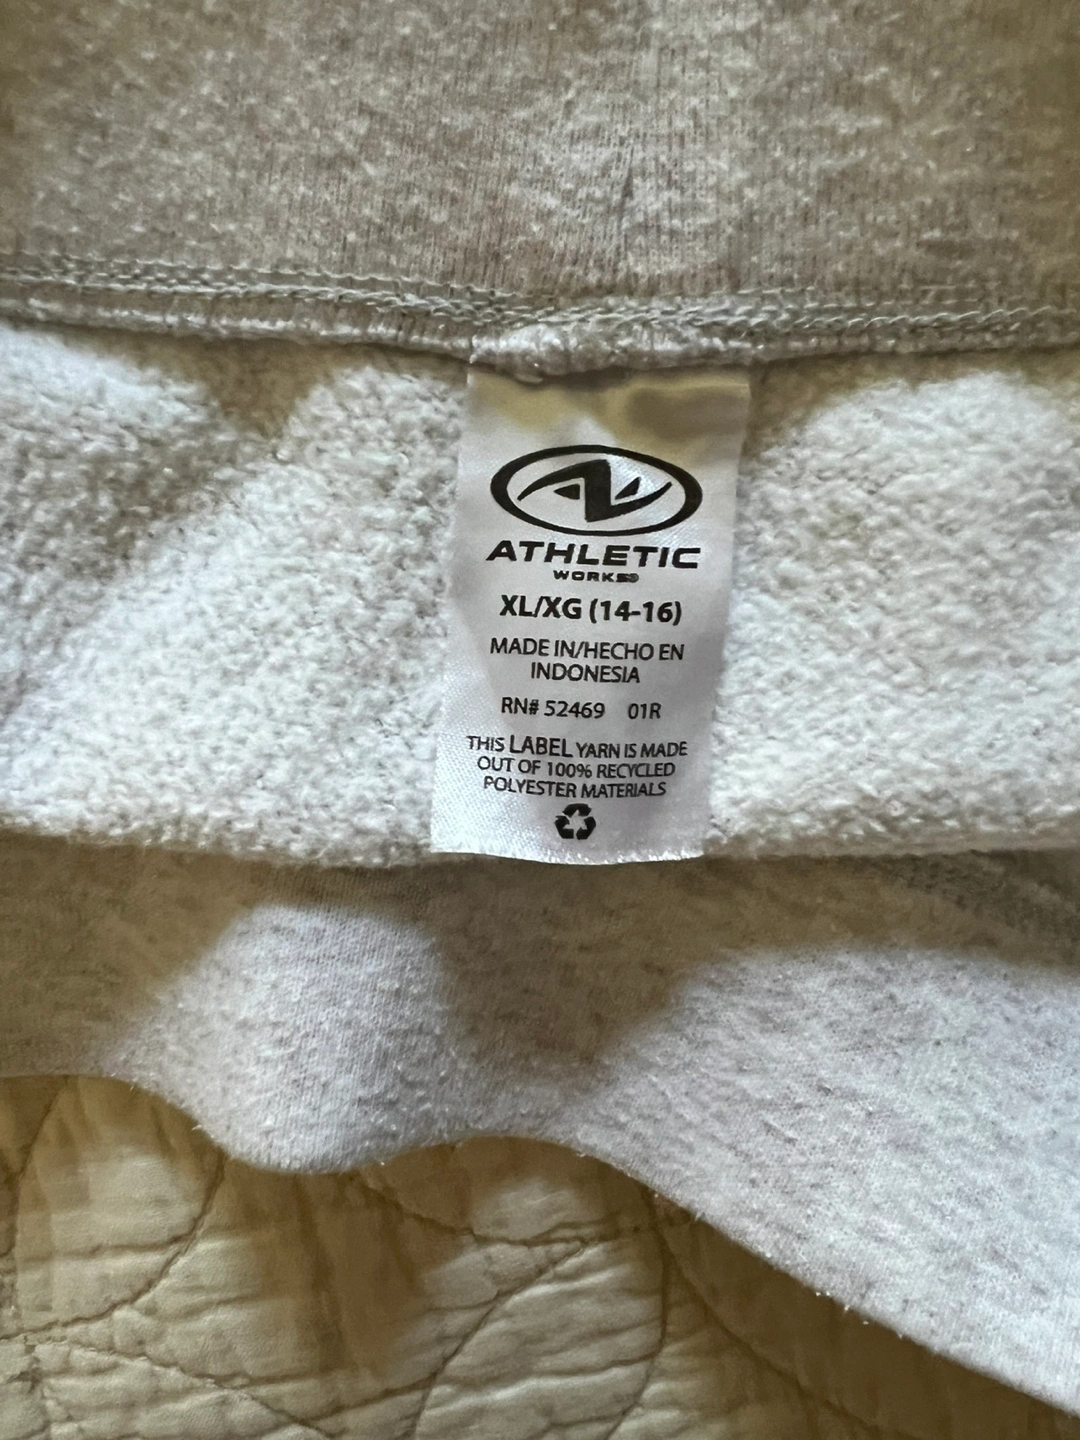 ATHLETIC
WORKS®
XL/XG (14-16)
MADE IN/HECHO EN
INDONESIA
RN# 52469 01R
THIS LABEL YARN IS MADE
OUT OF 100% RECYCLED
POLYESTER MATERIALS